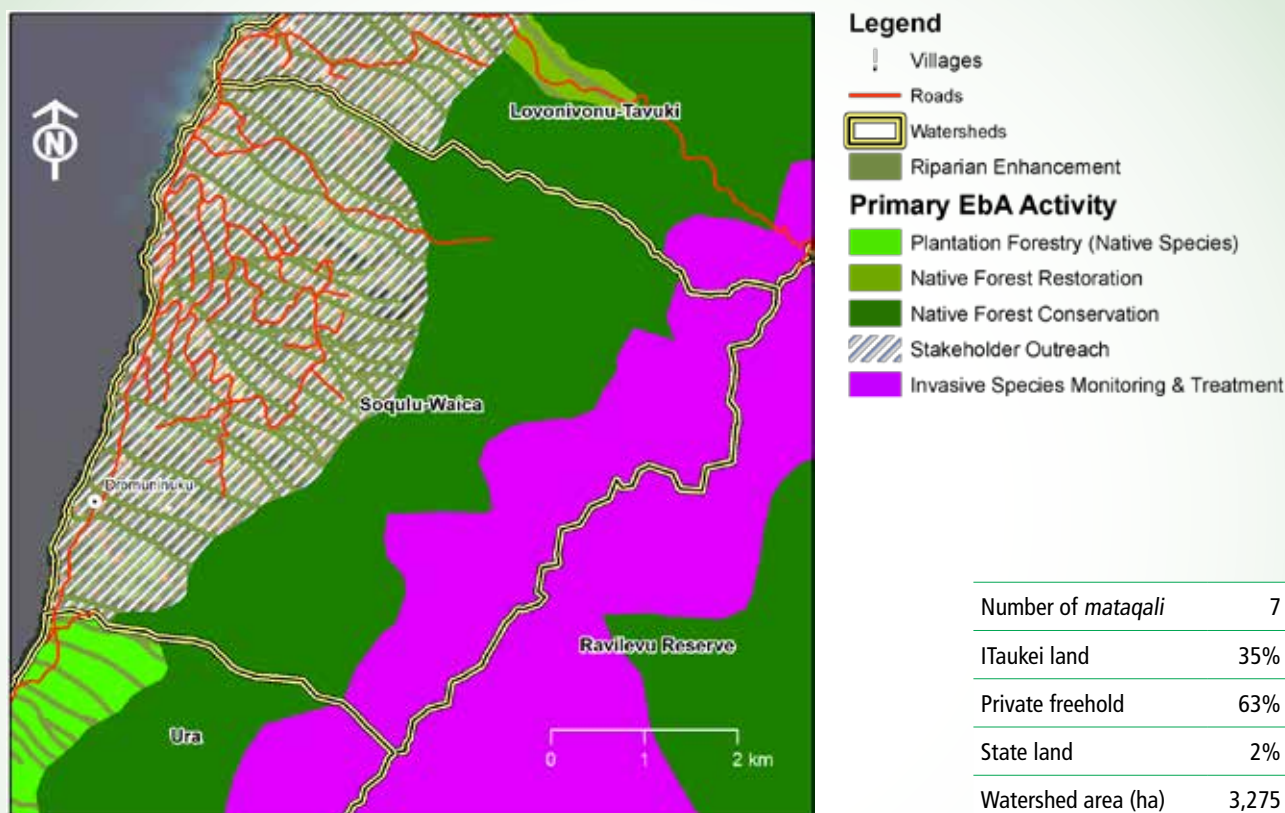 N
Lovonivonu-Tavuki
Soqulu-Waica
Dromuninuku
Ravilevu Reserve
Ura
0 1 2 km
Legend
Villages
Roads
Watersheds
Riparian Enhancement
Primary EbA Activity
Plantation Forestry (Native Species)
Native Forest Restoration
Native Forest Conservation
Stakeholder Outreach
Invasive Species Monitoring & Treatment
Number of mataqali 7
ITaukei land 35%
Private freehold 63%
State land 2%
Watershed area (ha) 3,275